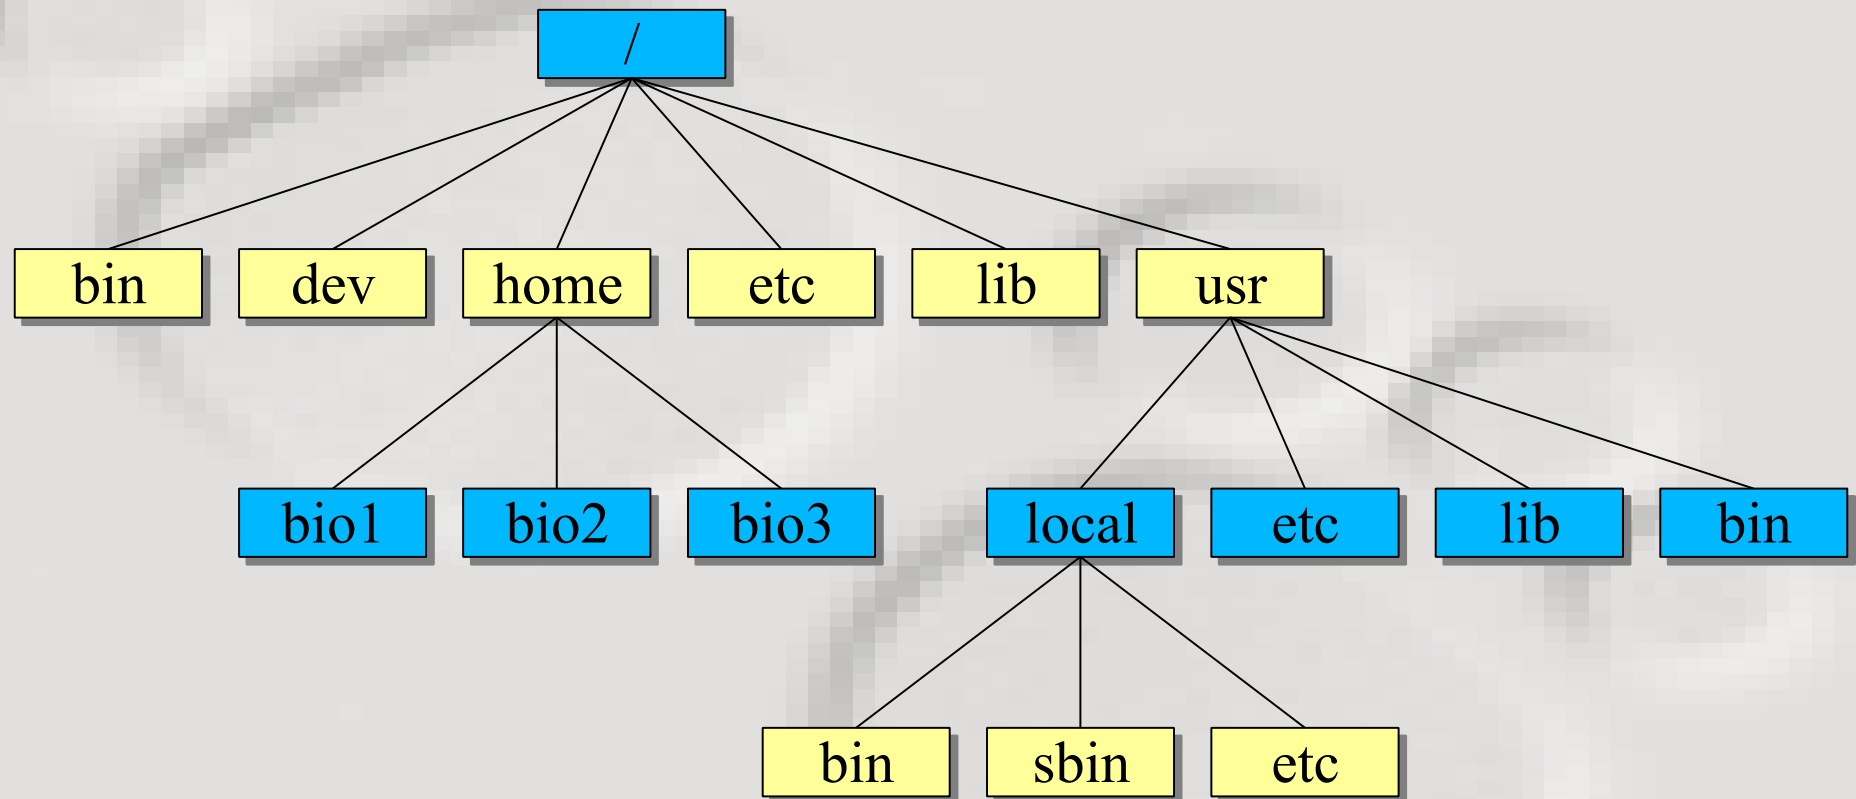 /
bin dev home etc lib usr
bio1 bio2 bio3 local etc lib bin
bin sbin etc